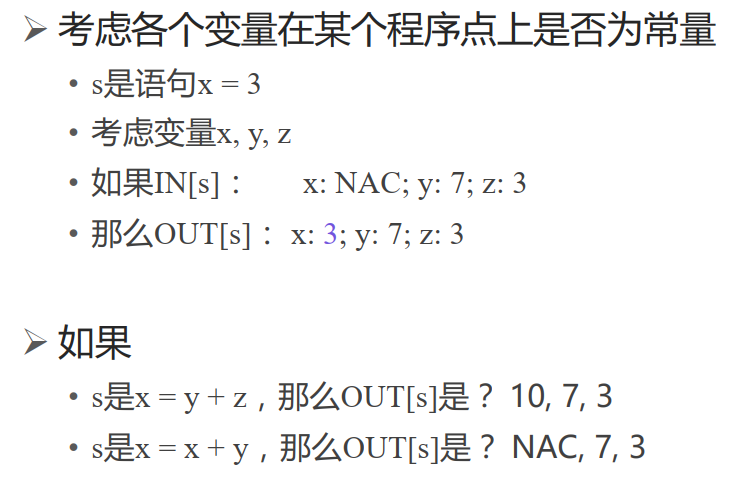 ➢ 考虑各个变量在某个程序点上是否为常量
• s是语句x = 3
• 考虑变量x, y, z
• 如果IN[s]： x: NAC; y: 7; z: 3
• 那么OUT[s]： x: 3; y: 7; z: 3
➢ 如果
• s是x = y + z，那么OUT[s]是？ 10, 7, 3
• s是x = x + y，那么OUT[s]是？ NAC, 7, 3